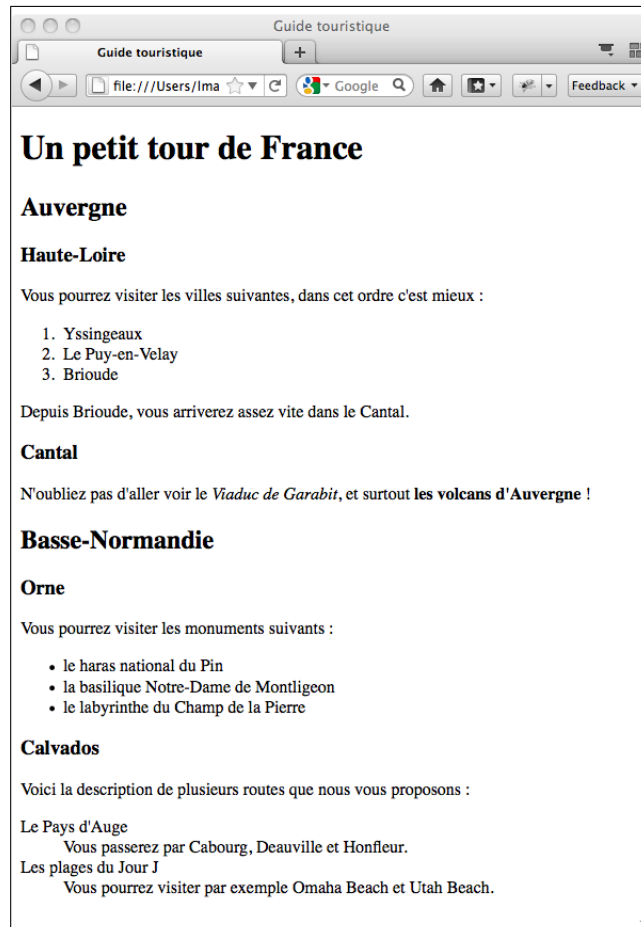 Guide touristique
Guide touristique
file:///Users/lma
Google
Feedback
Un petit tour de France
Auvergne
Haute-Loire
Vous pourrez visiter les villes suivantes, dans cet ordre c'est mieux :
1. Yssingeaux
2. Le Puy-en-Velay
3. Brioude
Depuis Brioude, vous arriverez assez vite dans le Cantal.
Cantal
N'oubliez pas d'aller voir le Viaduc de Garabit, et surtout les volcans d'Auvergne !
Basse-Normandie
Orne
Vous pourrez visiter les monuments suivants :
• le haras national du Pin
• la basilique Notre-Dame de Montligeon
• le labyrinthe du Champ de la Pierre
Calvados
Voici la description de plusieurs routes que nous vous proposons :
Le Pays d'Auge
Vous passerez par Cabourg, Deauville et Honfleur.
Les plages du Jour J
Vous pourrez visiter par exemple Omaha Beach et Utah Beach.